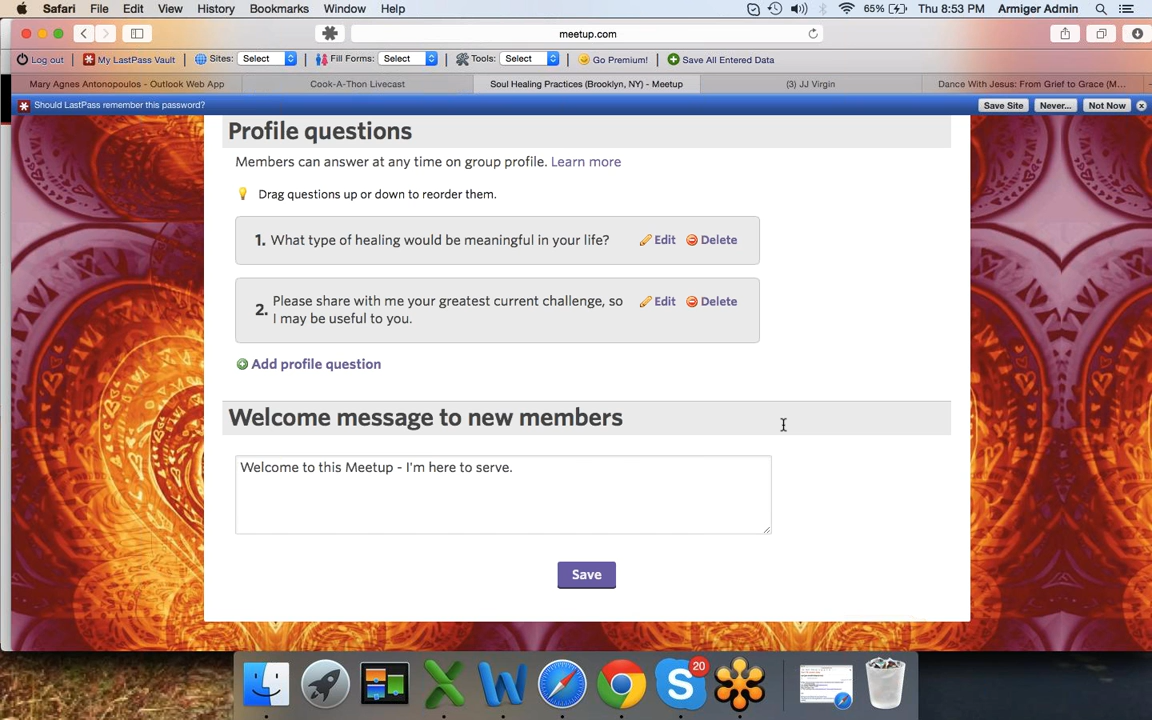 Safari File Edit View History Bookmarks Window Help 65% Thu 8:53 PM Armiger Admin
meetup.com
Log out My LastPass Vault Sites: Select Fill Forms: Select Tools: Select Go Premium! Save All Entered Data
Mary Agnes Antonopoulos - Outlook Web App Cook-A-Thon Livecast Soul Healing Practices (Brooklyn, NY) - Meetup (3) JJ Virgin Dance With Jesus: From Grief to Grace (M...
Should LastPass remember this password? Save Site Never... Not Now
Profile questions
Members can answer at any time on group profile. Learn more
Drag questions up or down to reorder them.
1. What type of healing would be meaningful in your life? Edit Delete
2. Please share with me your greatest current challenge, so Edit Delete
I may be useful to you.
Add profile question
Welcome message to new members
Welcome to this Meetup - I'm here to serve.
Save
20